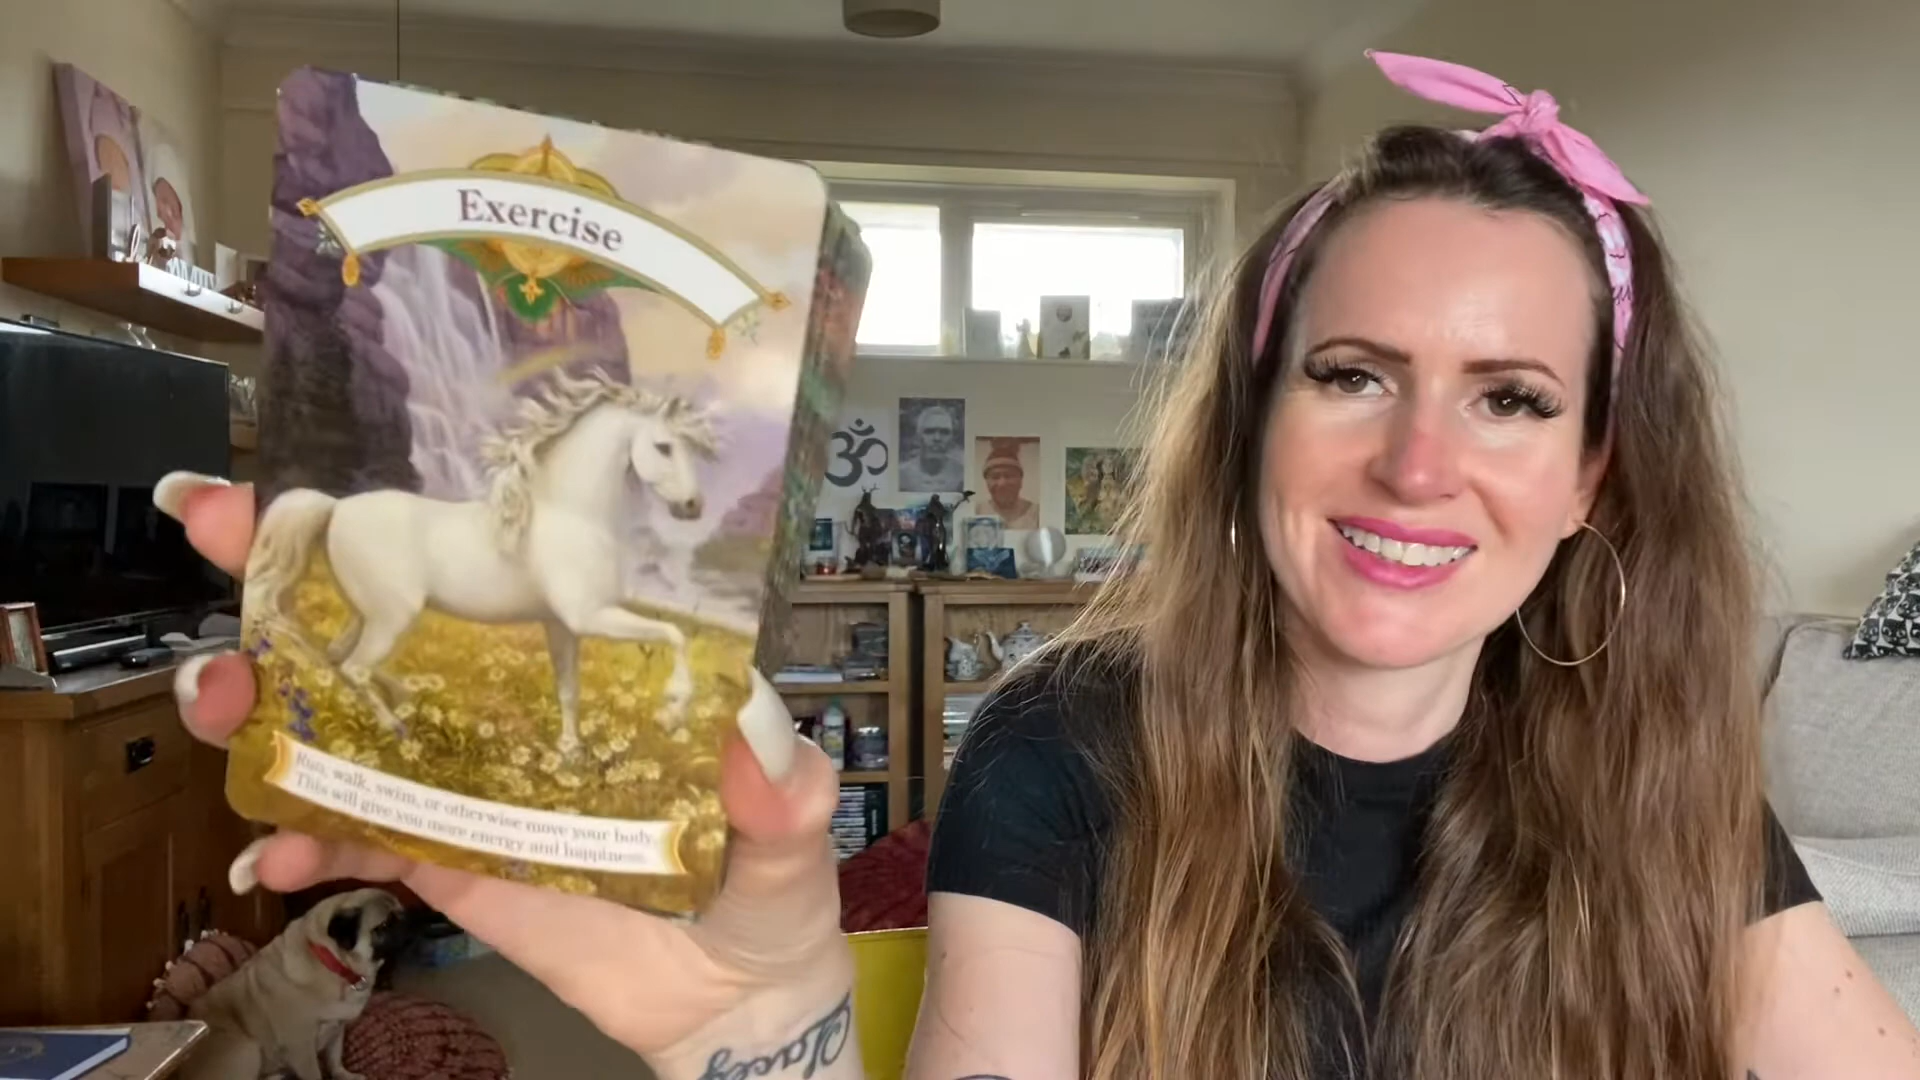 Exercise
Run, walk, swim, or otherwise move your body.
This will give you more energy and happiness.
ॐ